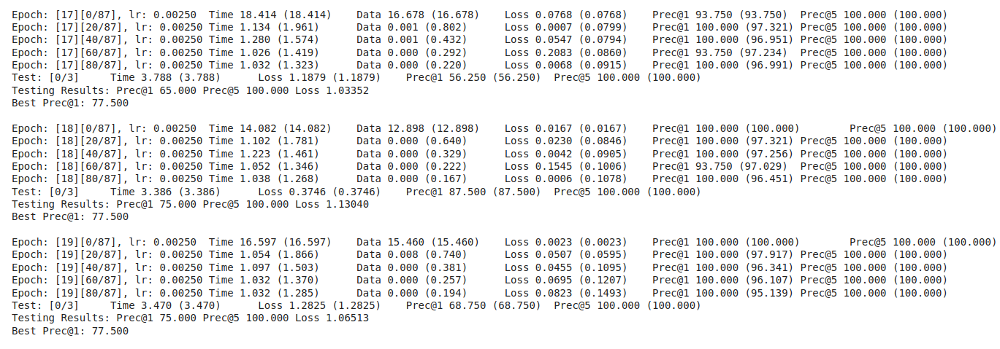 Epoch: [17][0/87], lr: 0.00250  Time 18.414 (18.414)    Data 16.678 (16.678)    Loss 0.0768 (0.0768)    Prec@1 93.750 (93.750)  Prec@5 100.000 (100.000)
Epoch: [17][20/87], lr: 0.00250 Time 1.134 (1.961)      Data 0.001 (0.802)      Loss 0.0007 (0.0799)    Prec@1 100.000 (97.321) Prec@5 100.000 (100.000)
Epoch: [17][40/87], lr: 0.00250 Time 1.280 (1.574)      Data 0.001 (0.432)      Loss 0.0547 (0.0794)    Prec@1 100.000 (96.951) Prec@5 100.000 (100.000)
Epoch: [17][60/87], lr: 0.00250 Time 1.026 (1.419)      Data 0.000 (0.292)      Loss 0.2083 (0.0860)    Prec@1 93.750 (97.234)  Prec@5 100.000 (100.000)
Epoch: [17][80/87], lr: 0.00250 Time 1.032 (1.323)      Data 0.000 (0.220)      Loss 0.0068 (0.0915)    Prec@1 100.000 (96.991) Prec@5 100.000 (100.000)
Test: [0/3]     Time 3.788 (3.788)      Loss 1.1879 (1.1879)    Prec@1 56.250 (56.250)  Prec@5 100.000 (100.000)
Testing Results: Prec@1 65.000 Prec@5 100.000 Loss 1.03352
Best Prec@1: 77.500

Epoch: [18][0/87], lr: 0.00250  Time 14.082 (14.082)    Data 12.898 (12.898)    Loss 0.0167 (0.0167)    Prec@1 100.000 (100.000)        Prec@5 100.000 (100.000)
Epoch: [18][20/87], lr: 0.00250 Time 1.102 (1.781)      Data 0.000 (0.640)      Loss 0.0230 (0.0846)    Prec@1 100.000 (97.321) Prec@5 100.000 (100.000)
Epoch: [18][40/87], lr: 0.00250 Time 1.223 (1.461)      Data 0.000 (0.329)      Loss 0.0042 (0.0905)    Prec@1 100.000 (97.256) Prec@5 100.000 (100.000)
Epoch: [18][60/87], lr: 0.00250 Time 1.052 (1.346)      Data 0.000 (0.222)      Loss 0.1545 (0.1006)    Prec@1 93.750 (97.029)  Prec@5 100.000 (100.000)
Epoch: [18][80/87], lr: 0.00250 Time 1.038 (1.268)      Data 0.000 (0.167)      Loss 0.0006 (0.1078)    Prec@1 100.000 (96.451) Prec@5 100.000 (100.000)
Test: [0/3]     Time 3.386 (3.386)      Loss 0.3746 (0.3746)    Prec@1 87.500 (87.500)  Prec@5 100.000 (100.000)
Testing Results: Prec@1 75.000 Prec@5 100.000 Loss 1.13040
Best Prec@1: 77.500

Epoch: [19][0/87], lr: 0.00250  Time 16.597 (16.597)    Data 15.460 (15.460)    Loss 0.0023 (0.0023)    Prec@1 100.000 (100.000)        Prec@5 100.000 (100.000)
Epoch: [19][20/87], lr: 0.00250 Time 1.054 (1.866)      Data 0.008 (0.740)      Loss 0.0507 (0.0595)    Prec@1 100.000 (97.917) Prec@5 100.000 (100.000)
Epoch: [19][40/87], lr: 0.00250 Time 1.097 (1.503)      Data 0.000 (0.381)      Loss 0.0455 (0.1095)    Prec@1 100.000 (96.341) Prec@5 100.000 (100.000)
Epoch: [19][60/87], lr: 0.00250 Time 1.032 (1.370)      Data 0.000 (0.257)      Loss 0.0695 (0.1207)    Prec@1 100.000 (96.107) Prec@5 100.000 (100.000)
Epoch: [19][80/87], lr: 0.00250 Time 1.032 (1.285)      Data 0.000 (0.194)      Loss 0.0823 (0.1493)    Prec@1 100.000 (95.139) Prec@5 100.000 (100.000)
Test: [0/3]     Time 3.470 (3.470)      Loss 1.2825 (1.2825)    Prec@1 68.750 (68.750)  Prec@5 100.000 (100.000)
Testing Results: Prec@1 75.000 Prec@5 100.000 Loss 1.06513
Best Prec@1: 77.500